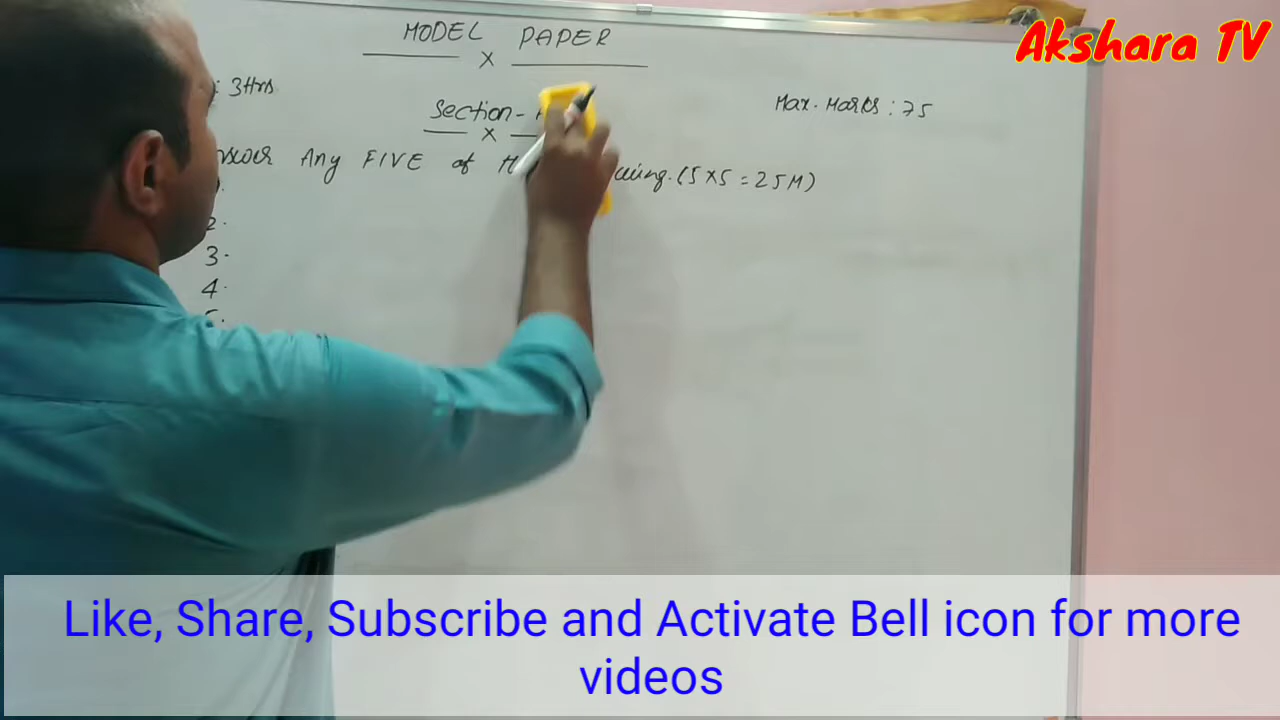 Akshara TV
MODEL PAPER
x
: 3Hrs
Max. Marks : 75
Section -
x
Any FIVE of (5x5=25M)
2.
3.
4.
5.
Like, Share, Subscribe and Activate Bell icon for more
videos